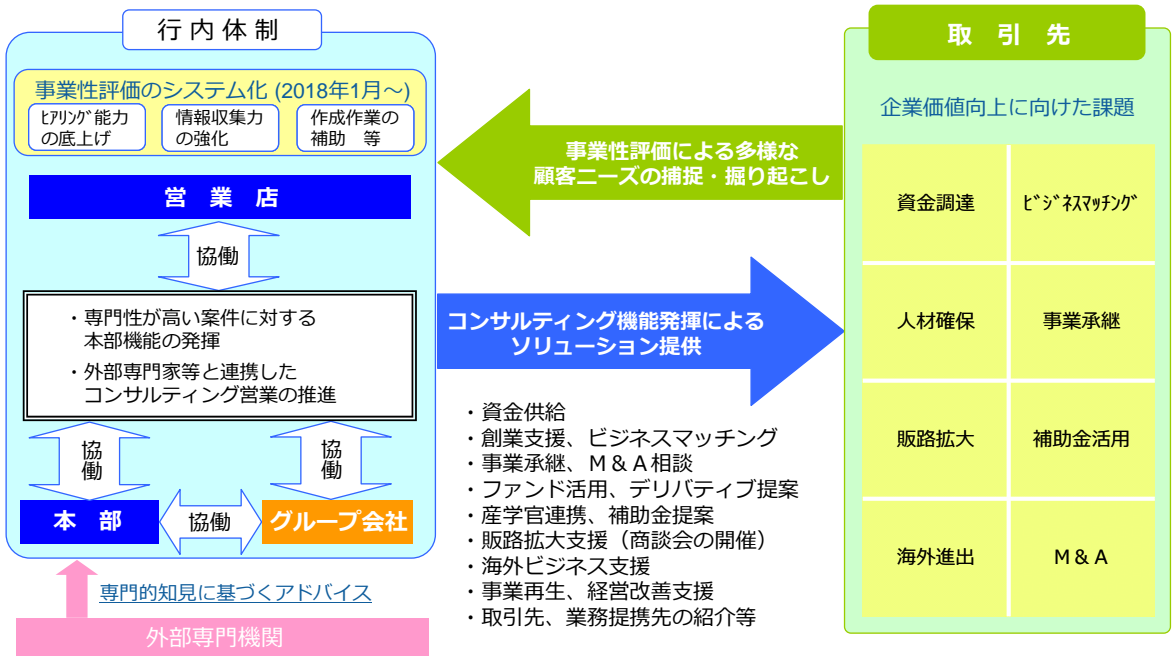 行内体制
事業性評価のシステム化 (2018年1月～)
ﾋｱﾘﾝｸﾞ能力
の底上げ
情報収集力
の強化
作成作業の
補助　等
営　業　店
協働
・専門性が高い案件に対する
本部機能の発揮
・外部専門家等と連携した
コンサルティング営業の推進
協
働
協
働
本　部
協働
グループ会社
専門的知見に基づくアドバイス
外部専門機関
事業性評価による多様な
顧客ニーズの捕捉・掘り起こし
コンサルティング機能発揮による
ソリューション提供
・資金供給
・創業支援、ビジネスマッチング
・事業承継、Ｍ＆Ａ相談
・ファンド活用、デリバティブ提案
・産学官連携、補助金提案
・販路拡大支援（商談会の開催）
・海外ビジネス支援
・事業再生、経営改善支援
・取引先、業務提携先の紹介等
取　引　先
企業価値向上に向けた課題
資金調達
ﾋﾞｼﾞﾈｽﾏｯﾁﾝｸﾞ
人材確保
事業承継
販路拡大
補助金活用
海外進出
Ｍ＆Ａ